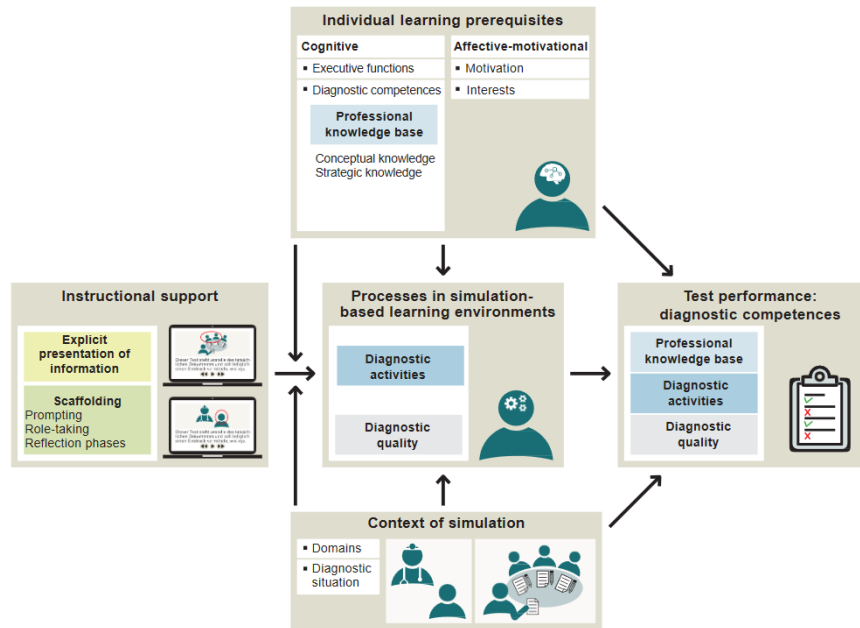 Individual learning prerequisites
Cognitive
▪ Executive functions
▪ Diagnostic competences
Professional
knowledge base
Conceptual knowledge
Strategic knowledge
Affective-motivational
▪ Motivation
▪ Interests
Instructional support
Explicit
presentation of
information
Scaffolding
Prompting
Role-taking
Reflection phases
Processes in simulation-
based learning environments
Diagnostic
activities
Diagnostic
quality
Test performance:
diagnostic competences
Professional
knowledge base
Diagnostic
activities
Diagnostic
quality
Context of simulation
▪ Domains
▪ Diagnostic
situation